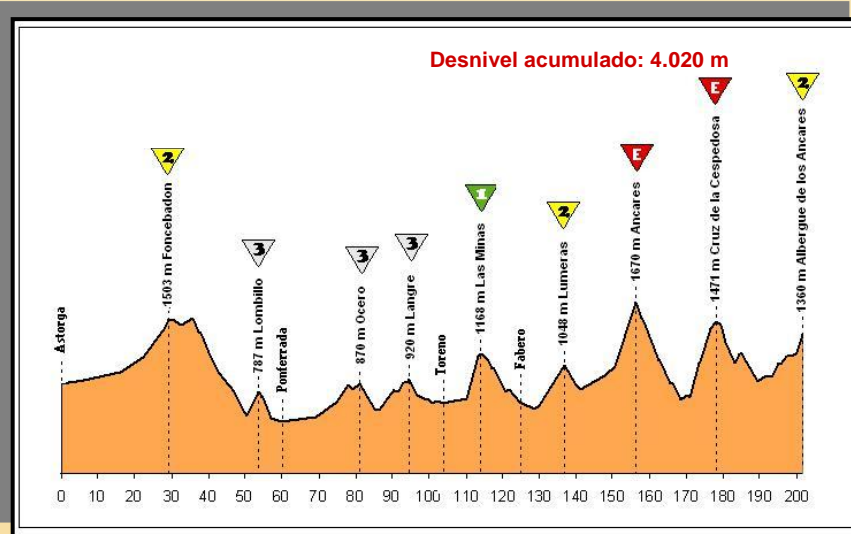 Desnivel acumulado: 4.020 m
Astorga
2
1503 m Foncebadon
3
787 m Lombillo
Ponferrada
3
870 m Ocero
3
920 m Langre
Toreno
1
1168 m Las Minas
Fabero
2
1048 m Lumeras
E
1670 m Ancares
E
1471 m Cruz de la Cespedosa
2
1360 m Albergue de los Ancares
0 10 20 30 40 50 60 70 80 90 100 110 120 130 140 150 160 170 180 190 200